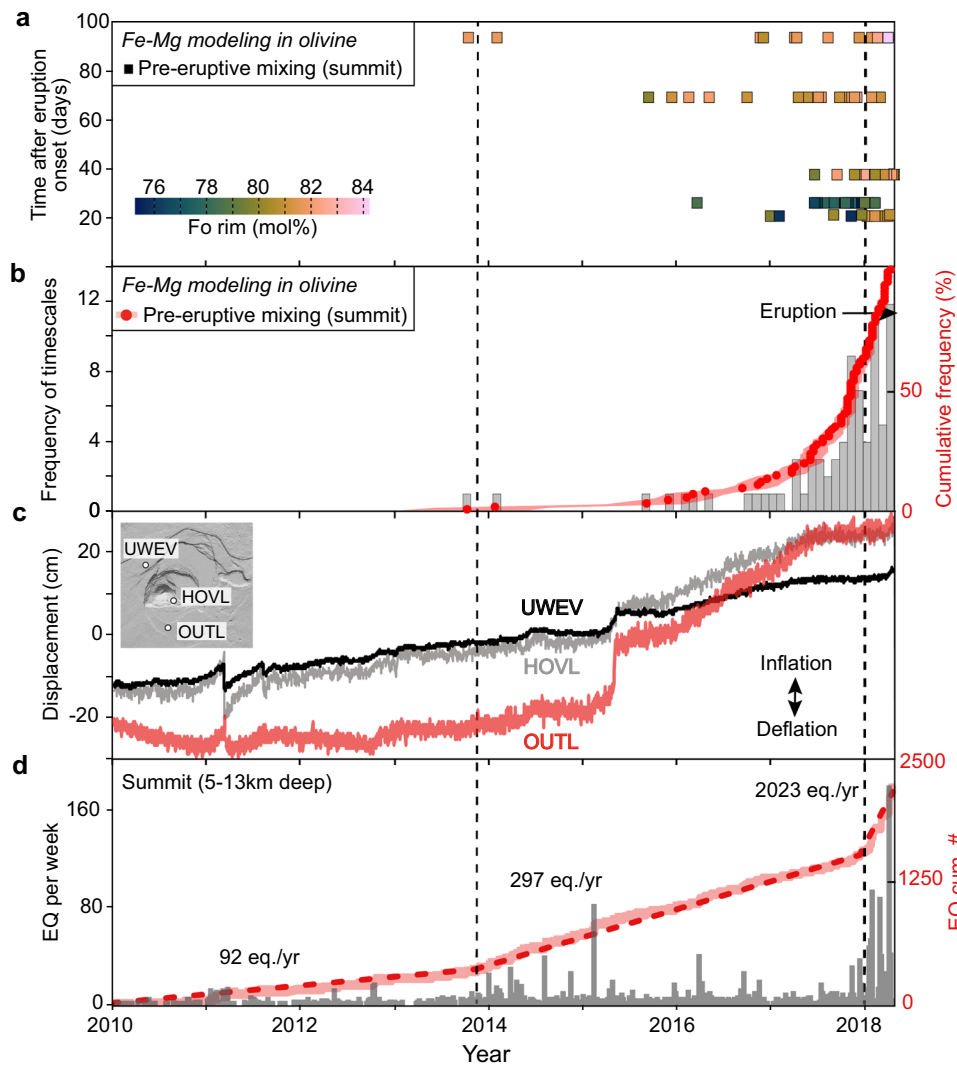 a
100
80
60
40
20
Time after eruption
onset (days)
Fe-Mg modeling in olivine
Pre-eruptive mixing (summit)
76 78 80 82 84
Fo rim (mol%)
b
12
8
4
0
Frequency of timescales
Fe-Mg modeling in olivine
Pre-eruptive mixing (summit)
Eruption
50
0
Cumulative frequency (%)
c
20
0
-20
Displacement (cm)
UWEV
HOVL
OUTL
UWEV
HOVL
OUTL
Inflation
Deflation
d
160
80
0
EQ per week
Summit (5-13km deep)
92 eq./yr
297 eq./yr
2023 eq./yr
2500
1250
0
EQ sum. #
2010 2012 2014 2016 2018
Year